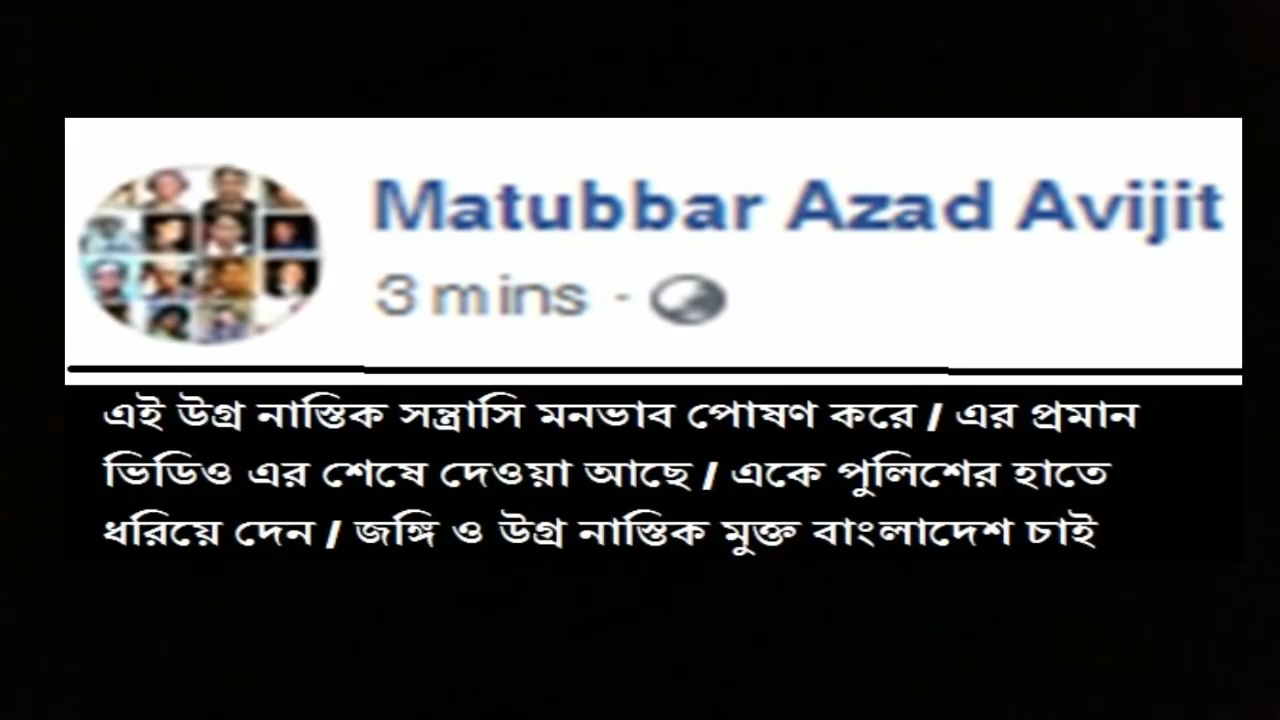 Matubbar Azad Avijit
3 mins ·
এই উগ্র নাস্তিক সন্ত্রাসি মনভাব পোষণ করে / এর প্রমান
ভিডিও এর শেষে দেওয়া আছে / একে পুলিশের হাতে
ধরিয়ে দেন / জঙ্গি ও উগ্র নাস্তিক মুক্ত বাংলাদেশ চাই